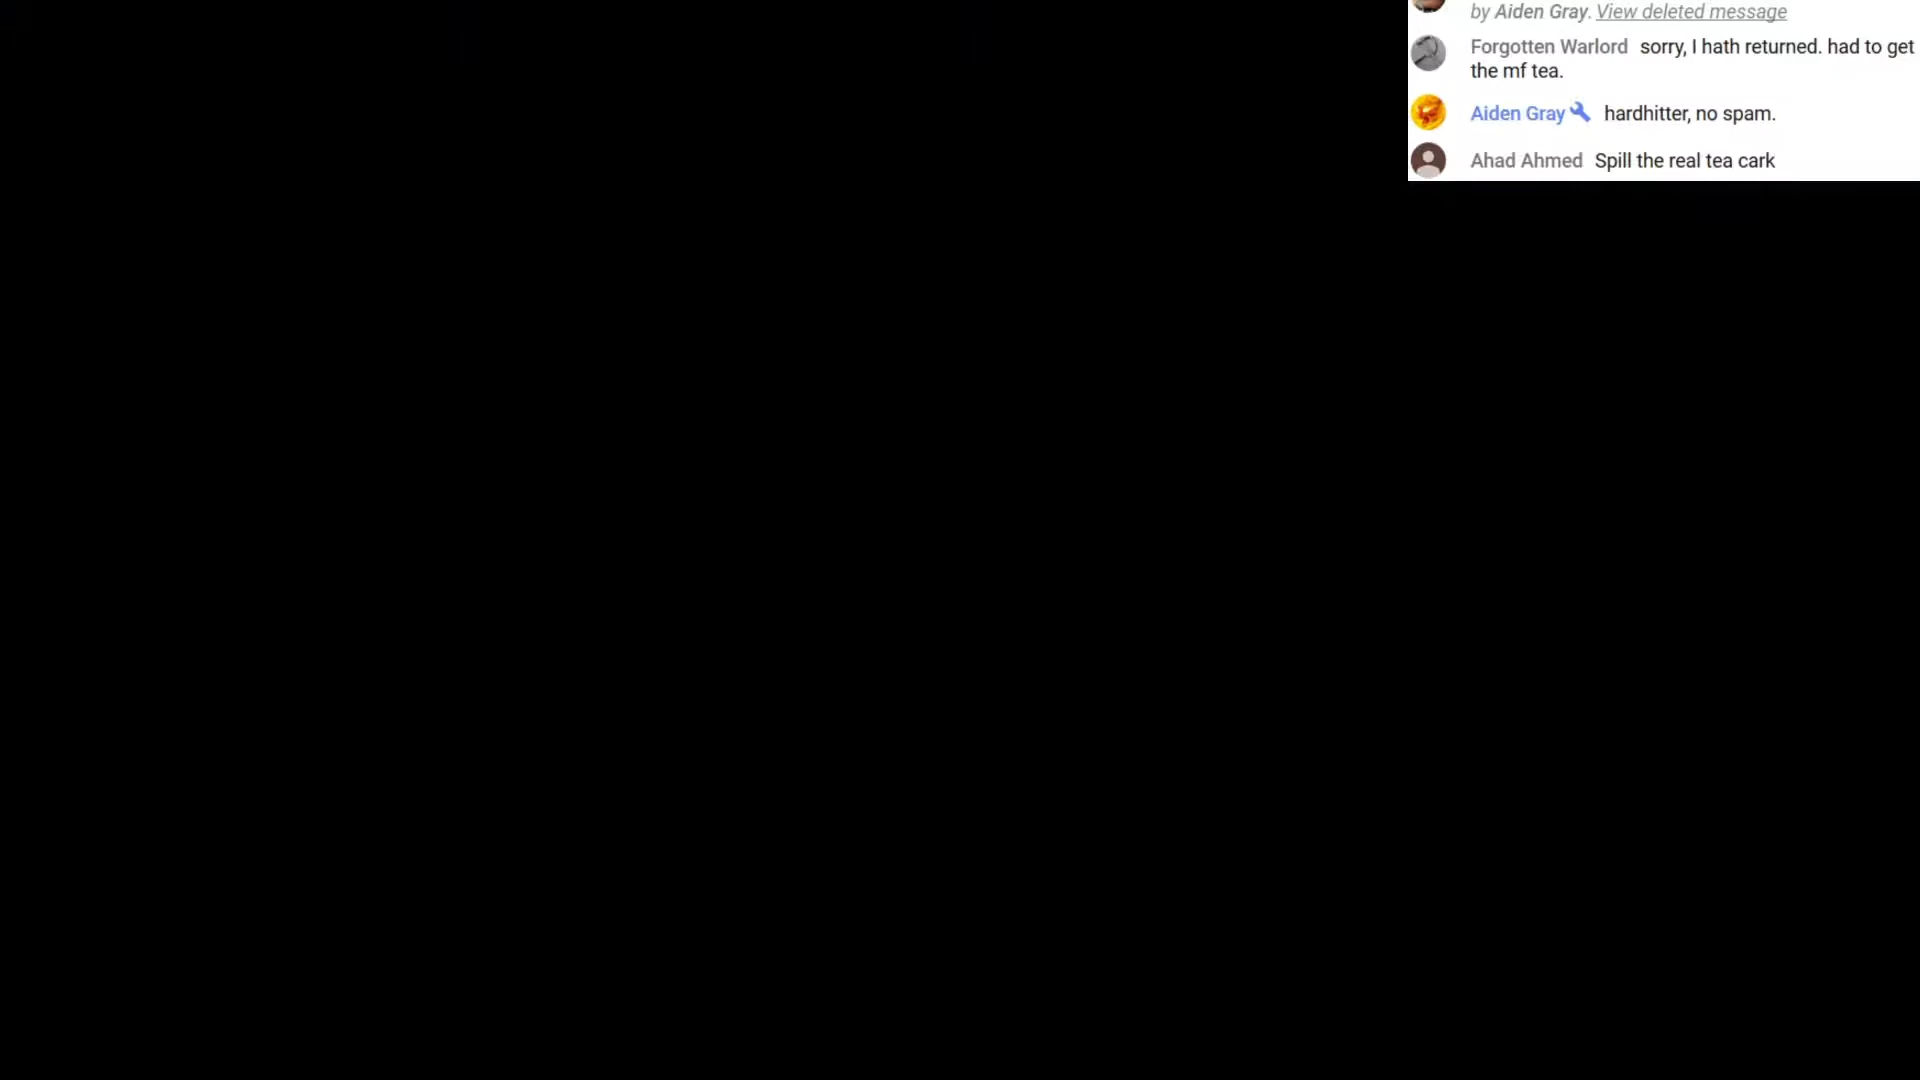 by Aiden Gray. View deleted message
Forgotten Warlord sorry, I hath returned. had to get
the mf tea.
Aiden Gray hardhitter, no spam.
Ahad Ahmed Spill the real tea cark